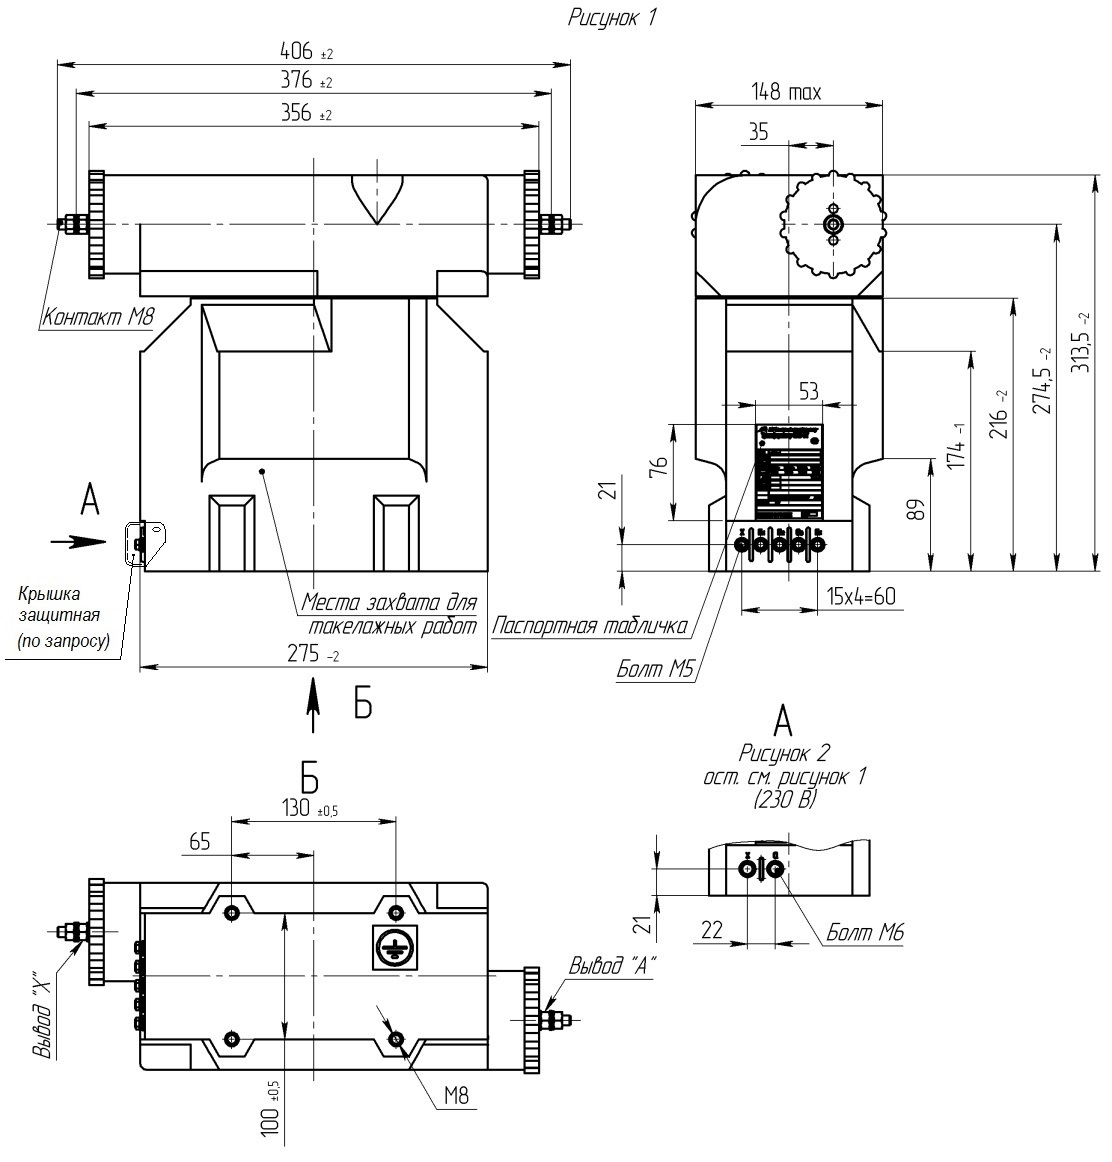 Рисунок 1
406 ±2
376 ±2
356 ±2
148 max
35
Контакт М8
53
76
21
89
174 -1
216 -2
274,5 -2
313,5 -2
А
Крышка
защитная
(по запросу)
Места захвата для
такелажных работ
275 -2
15х4=60
Паспортная табличка
Болт М5
Б
А
Рисунок 2
ост. см. рисунок 1
(230 В)
21
22
Болт М6
Б
130 ±0,5
65
Вывод "Х"
Вывод "А"
100 ±0,5
М8